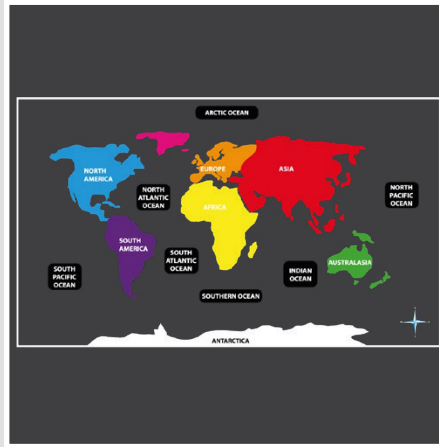 ARCTIC OCEAN
NORTH
AMERICA
EUROPE
ASIA
NORTH
ATLANTIC
OCEAN
NORTH
PACIFIC
OCEAN
AFRICA
SOUTH
AMERICA
SOUTH
ATLANTIC
OCEAN
SOUTH
PACIFIC
OCEAN
INDIAN
OCEAN
AUSTRALASIA
SOUTHERN OCEAN
ANTARCTICA